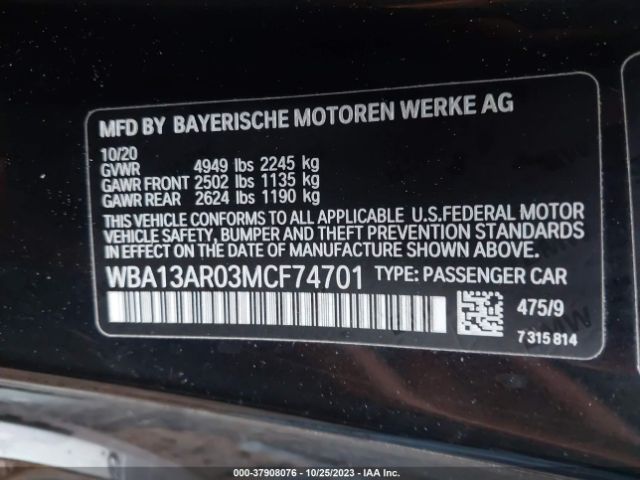 MFD BY BAYERISCHE MOTOREN WERKE AG
10/20
GVWR 4949 lbs 2245 kg
GAWR FRONT 2502 lbs 1135 kg
GAWR REAR 2624 lbs 1190 kg
THIS VEHICLE CONFORMS TO ALL APPLICABLE U.S.FEDERAL MOTOR
VEHICLE SAFETY, BUMPER AND THEFT PREVENTION STANDARDS
IN EFFECT ON THE DATE OF MANUFACTURE SHOWN ABOVE.
WBA13AR03MCF74701 TYPE: PASSENGER CAR
475/9
7 315 814
000-37908076 * 10/25/2023 * IAA Inc.